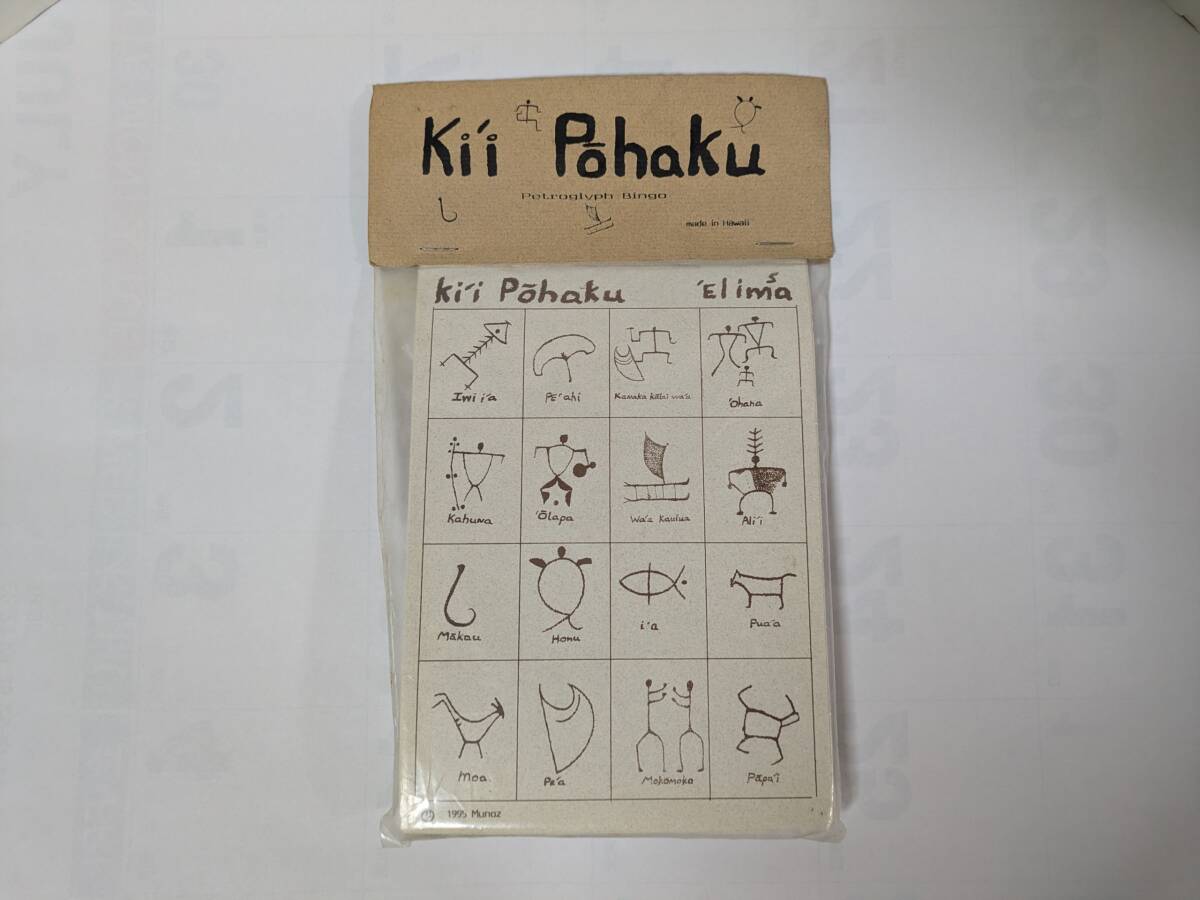 Ki'i Pōhaku
Petroglyph Bingo
made in Hawaii
Ki'i Pōhaku 'Elima 5
Iwi i'a
PE'ahi
Kanaka kālai wa'a
'Ohana
Kahuna
'Ōlapa
Wa'a Kaulua
Ali'i
Mākau
Honu
i'a
Pua'a
Moa
Pe'a
Mokomoko
Pāpa'i
1995 Munoz